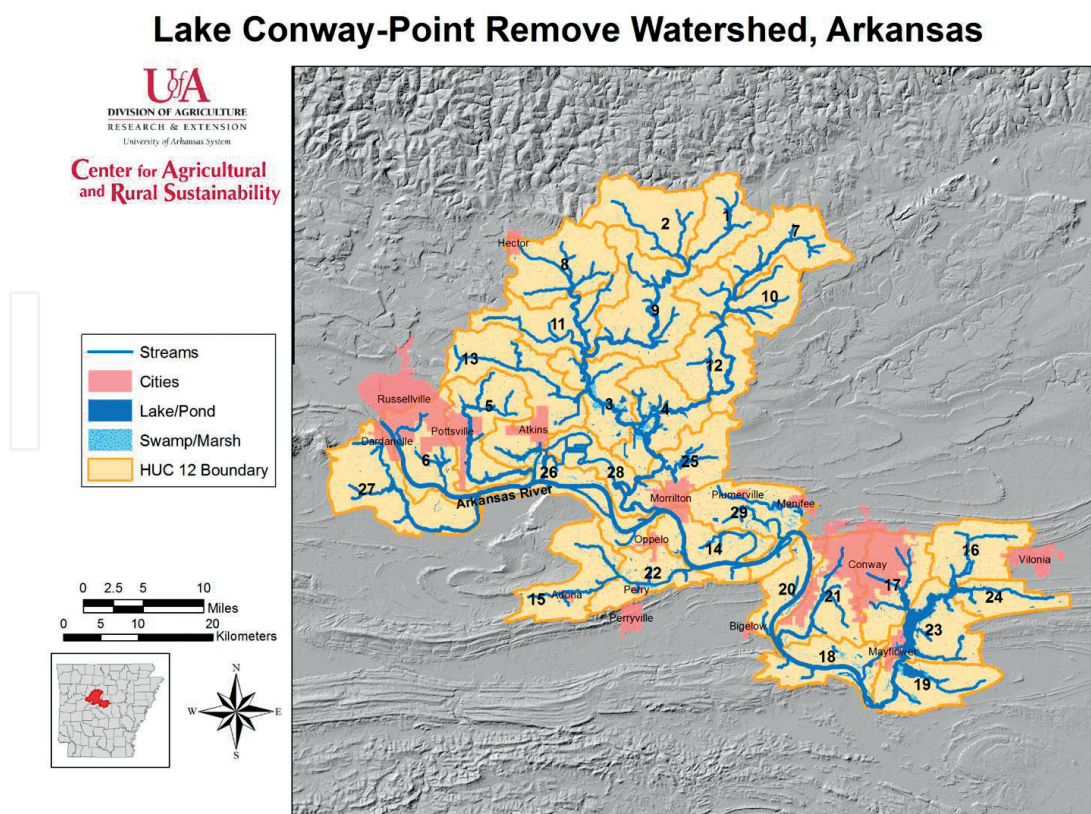 Lake Conway-Point Remove Watershed, Arkansas
UofA
DIVISION OF AGRICULTURE
RESEARCH & EXTENSION
University of Arkansas System
Center for Agricultural
and Rural Sustainability
Streams
Cities
Lake/Pond
Swamp/Marsh
HUC 12 Boundary
0 2.5 5 10
Miles
0 5 10 20
Kilometers
N
W E
S
1
2
7
Hector
8
10
9
11
13
12
Russellville
5
3
4
Pottsville
Atkins
Dardanelle
6
26
28
25
27
Arkansas River
Morrilton
Plumerville
Menifee
29
Oppelo
14
16
Conway
Vilonia
22
20
17
15
Adona
Perry
21
24
Perryville
Bigelow
23
18
Mayflower
19